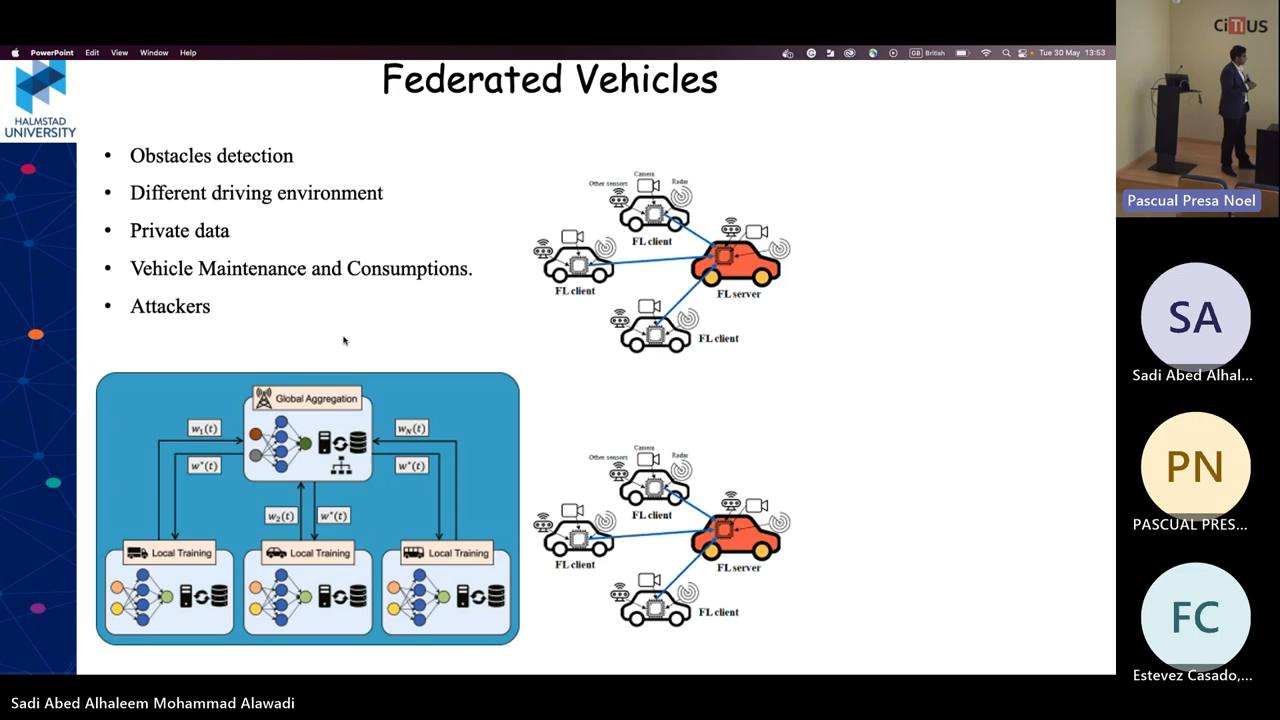 PowerPoint Edit View Window Help
GB British
Tue 30 May 13:53
HALMSTAD
UNIVERSITY
Federated Vehicles
• Obstacles detection
• Different driving environment
• Private data
• Vehicle Maintenance and Consumptions.
• Attackers
Camera
Other sensors
Radar
FL client
FL client
FL server
FL client
Global Aggregation
w₁(t)
w_N(t)
w*(t)
w*(t)
w₂(t)
w*(t)
Local Training
Local Training
Local Training
Camera
Other sensors
Radar
FL client
FL client
FL server
FL client
CiTIUS
Pascual Presa Noel
SA
Sadi Abed Alhal...
PN
PASCUAL PRES...
FC
Estevez Casado,...
Sadi Abed Alhaleem Mohammad Alawadi